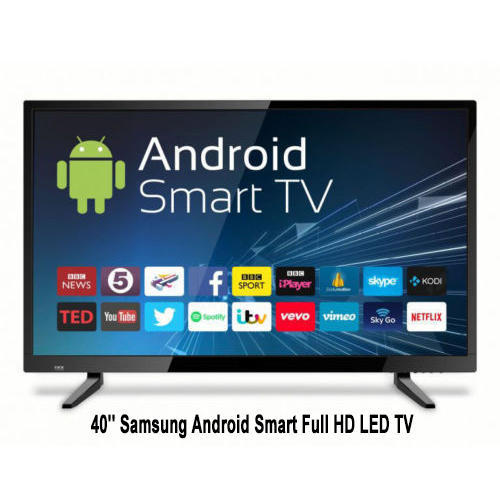 Android
Smart TV
BBC
NEWS
5
f
BBC
SPORT
BBC
iPlayer
skype
KODI
TED
You Tube
Spotify
itv
vevo
vimeo
Sky Go
NETFLIX
40" Samsung Android Smart Full HD LED TV